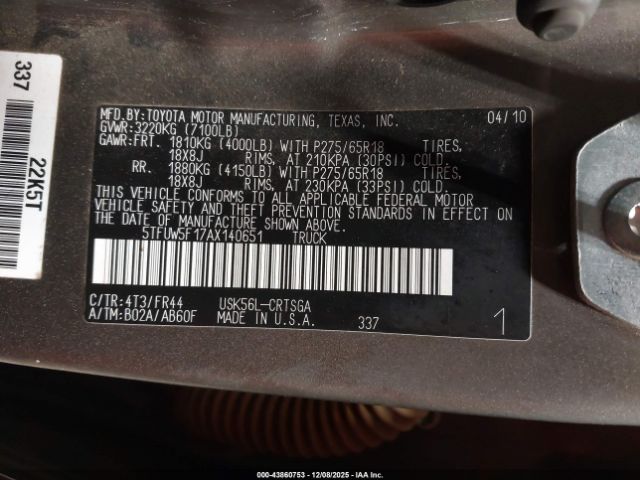 337
22K5T
MFD.BY:TOYOTA MOTOR MANUFACTURING, TEXAS, INC. 04/10
GVWR:3220KG (7100LB)
GAWR:FRT. 1810KG (4000LB) WITH P275/65R18 TIRES,
18X8J RIMS, AT 210KPA (30PSI) COLD.
RR. 1880KG (4150LB) WITH P275/65R18 TIRES,
18X8J RIMS, AT 230KPA (33PSI) COLD.
THIS VEHICLE CONFORMS TO ALL APPLICABLE FEDERAL MOTOR
VEHICLE SAFETY AND THEFT PREVENTION STANDARDS IN EFFECT ON
THE DATE OF MANUFACTURE SHOWN ABOVE.
5TFUW5F17AX140651 TRUCK
C/TR:4T3/FR44 USK56L-CRTSGA
A/TM:B02A/AB60F MADE IN U.S.A. 337 1
000-43860753 - 12/08/2025 - IAAI.COM